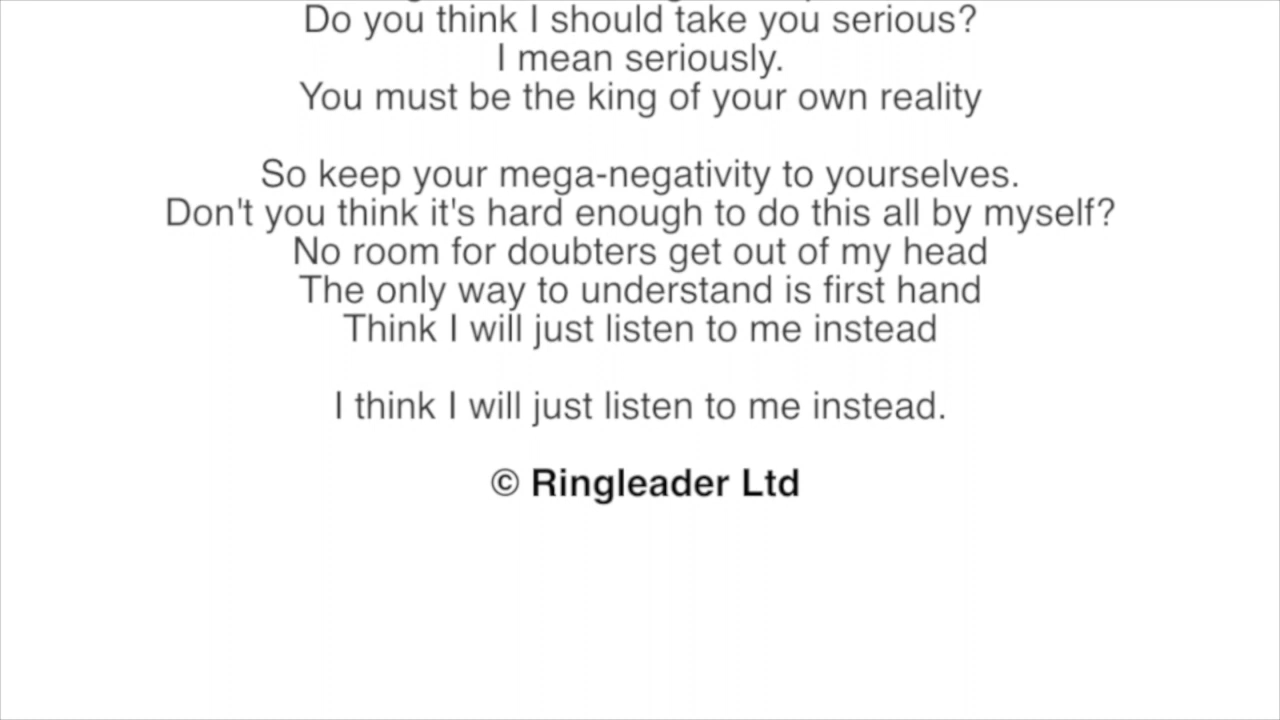 Do you think I should take you serious?
I mean seriously.
You must be the king of your own reality
So keep your mega-negativity to yourselves.
Don't you think it's hard enough to do this all by myself?
No room for doubters get out of my head
The only way to understand is first hand
Think I will just listen to me instead
I think I will just listen to me instead.
© Ringleader Ltd